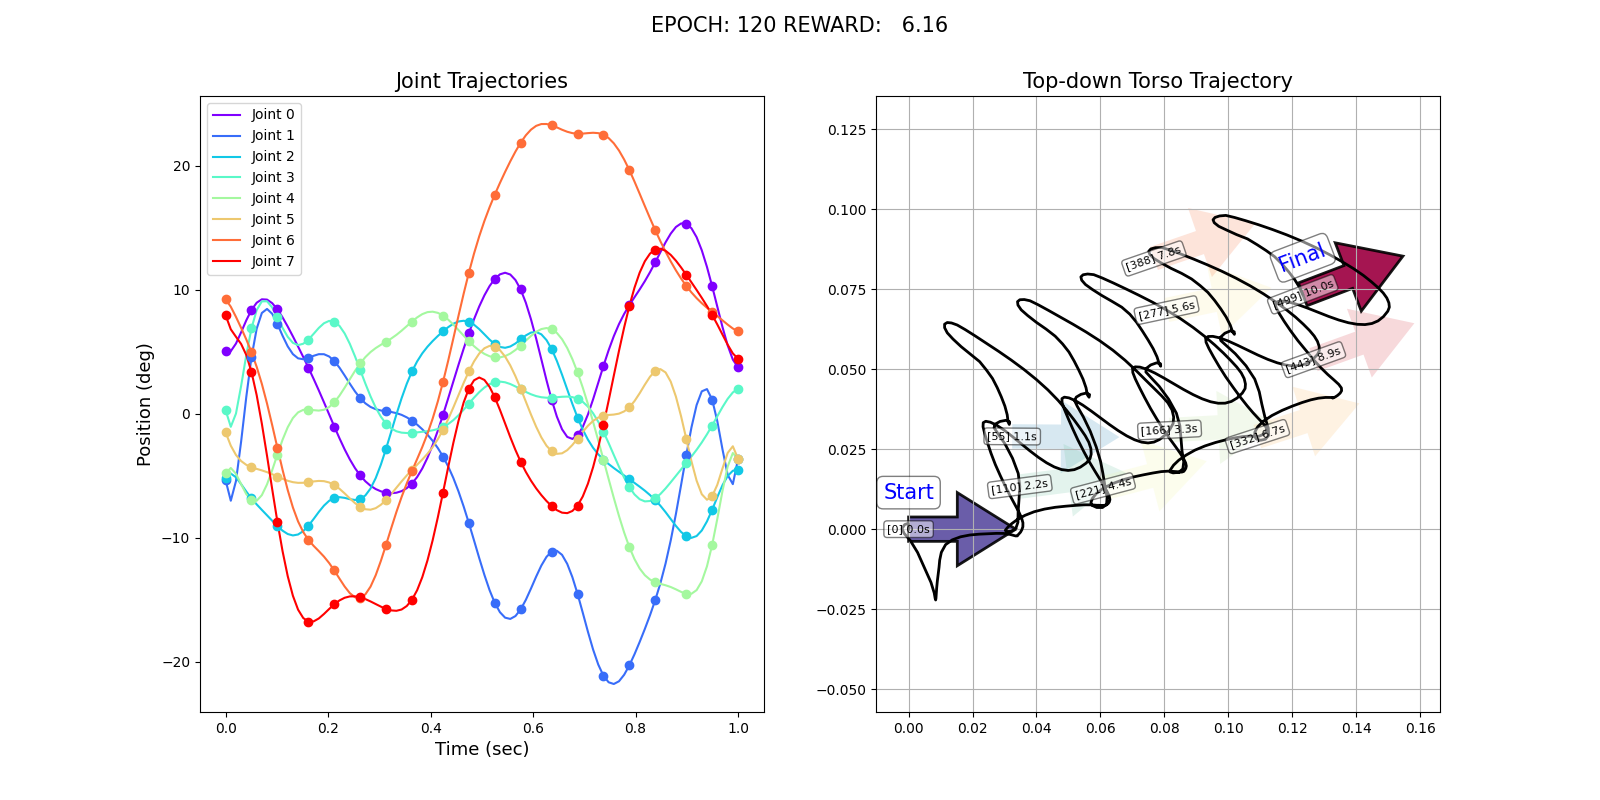 EPOCH: 120 REWARD:   6.16
Joint Trajectories
Joint 0
Joint 1
Joint 2
Joint 3
Joint 4
Joint 5
Joint 6
Joint 7
20
10
0
−10
−20
Position (deg)
0.0 0.2 0.4 0.6 0.8 1.0
Time (sec)
Top-down Torso Trajectory
0.125
0.100
0.075
0.050
0.025
0.000
−0.025
−0.050
0.00 0.02 0.04 0.06 0.08 0.10 0.12 0.14 0.16
Start
[0] 0.0s
[55] 1.1s
[110] 2.2s
[166] 3.3s
[221] 4.4s
[277] 5.6s
[332] 6.7s
[388] 7.8s
[443] 8.9s
[499] 10.0s
Final